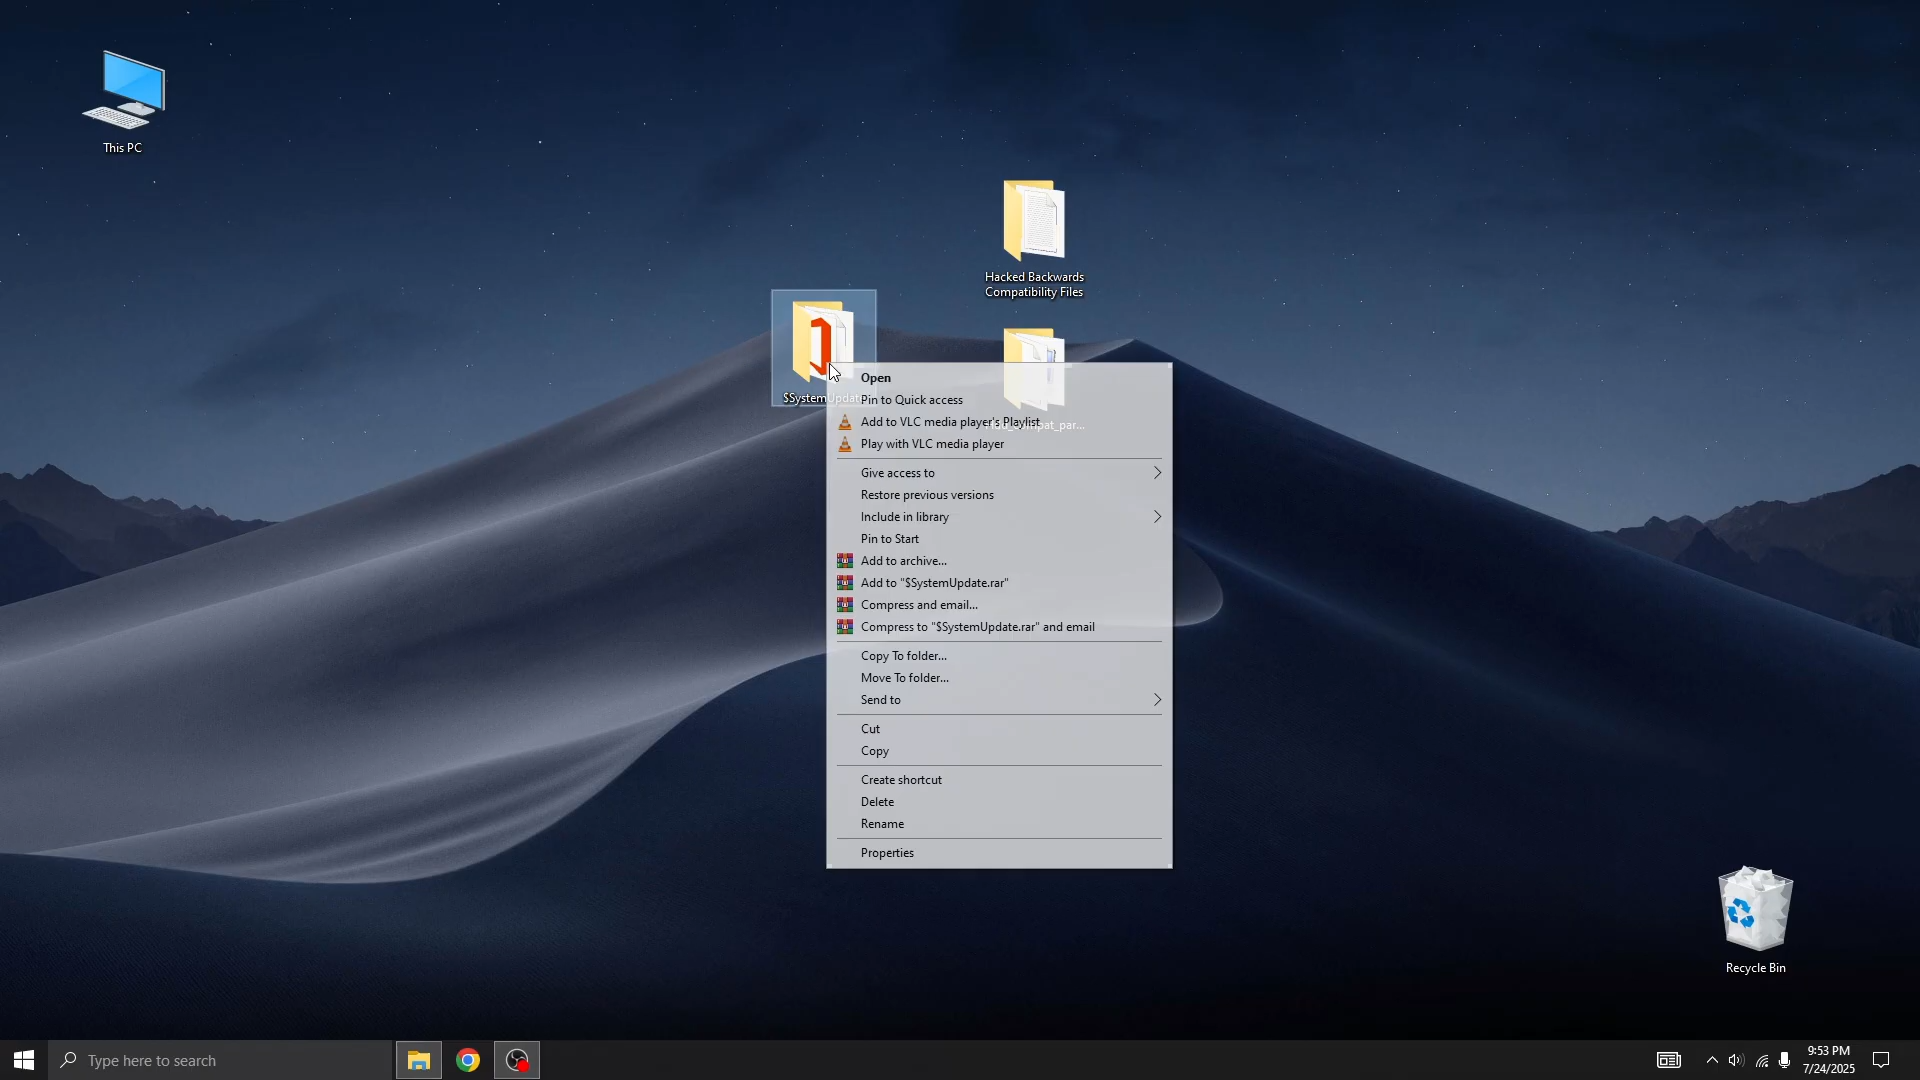 This PC
Hacked Backwards
Compatibility Files
$SystemUpdate
Open
Pin to Quick access
Add to VLC media player's Playlist
Play with VLC media player
Give access to
Restore previous versions
Include in library
Pin to Start
Add to archive...
Add to "$SystemUpdate.rar"
Compress and email...
Compress to "$SystemUpdate.rar" and email
Copy To folder...
Move To folder...
Send to
Cut
Copy
Create shortcut
Delete
Rename
Properties
Recycle Bin
Type here to search
9:53 PM
7/24/2025